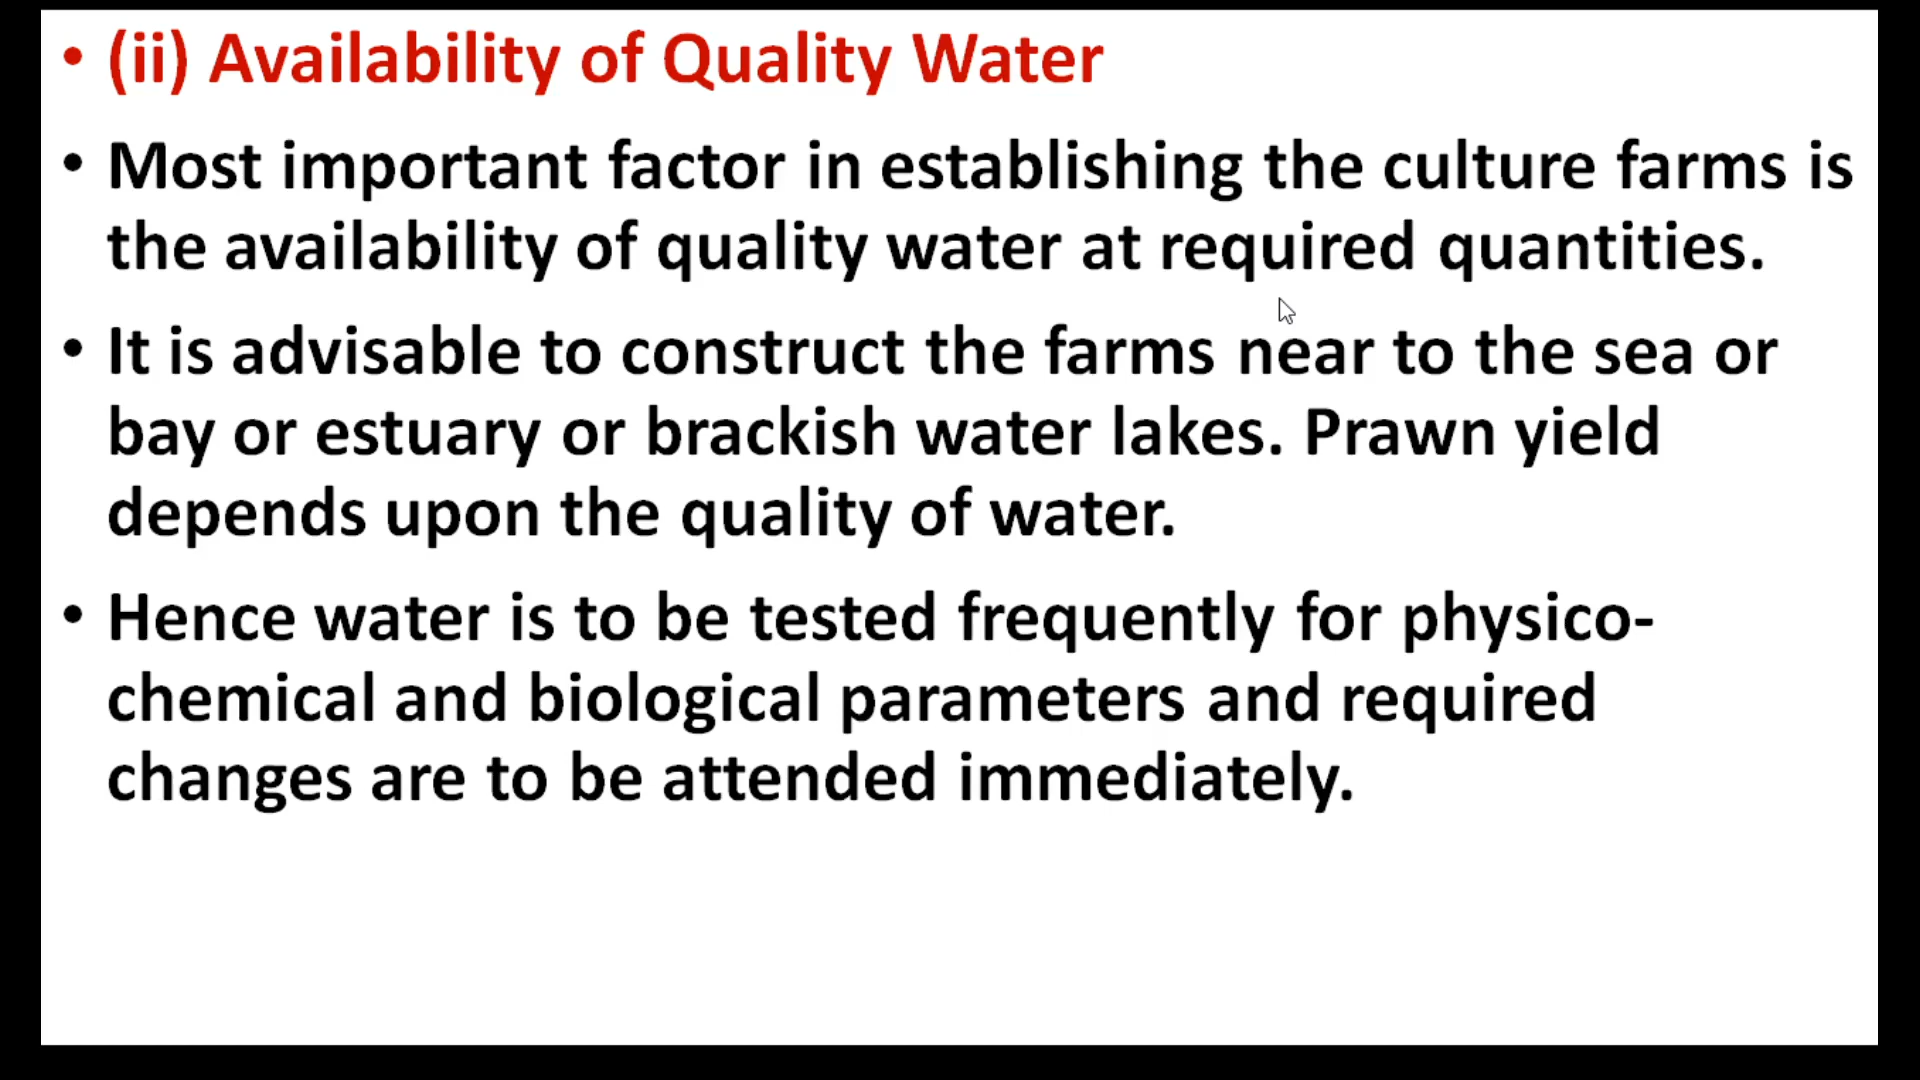 • (ii) Availability of Quality Water
• Most important factor in establishing the culture farms is
the availability of quality water at required quantities.
• It is advisable to construct the farms near to the sea or
bay or estuary or brackish water lakes. Prawn yield
depends upon the quality of water.
• Hence water is to be tested frequently for physico-
chemical and biological parameters and required
changes are to be attended immediately.